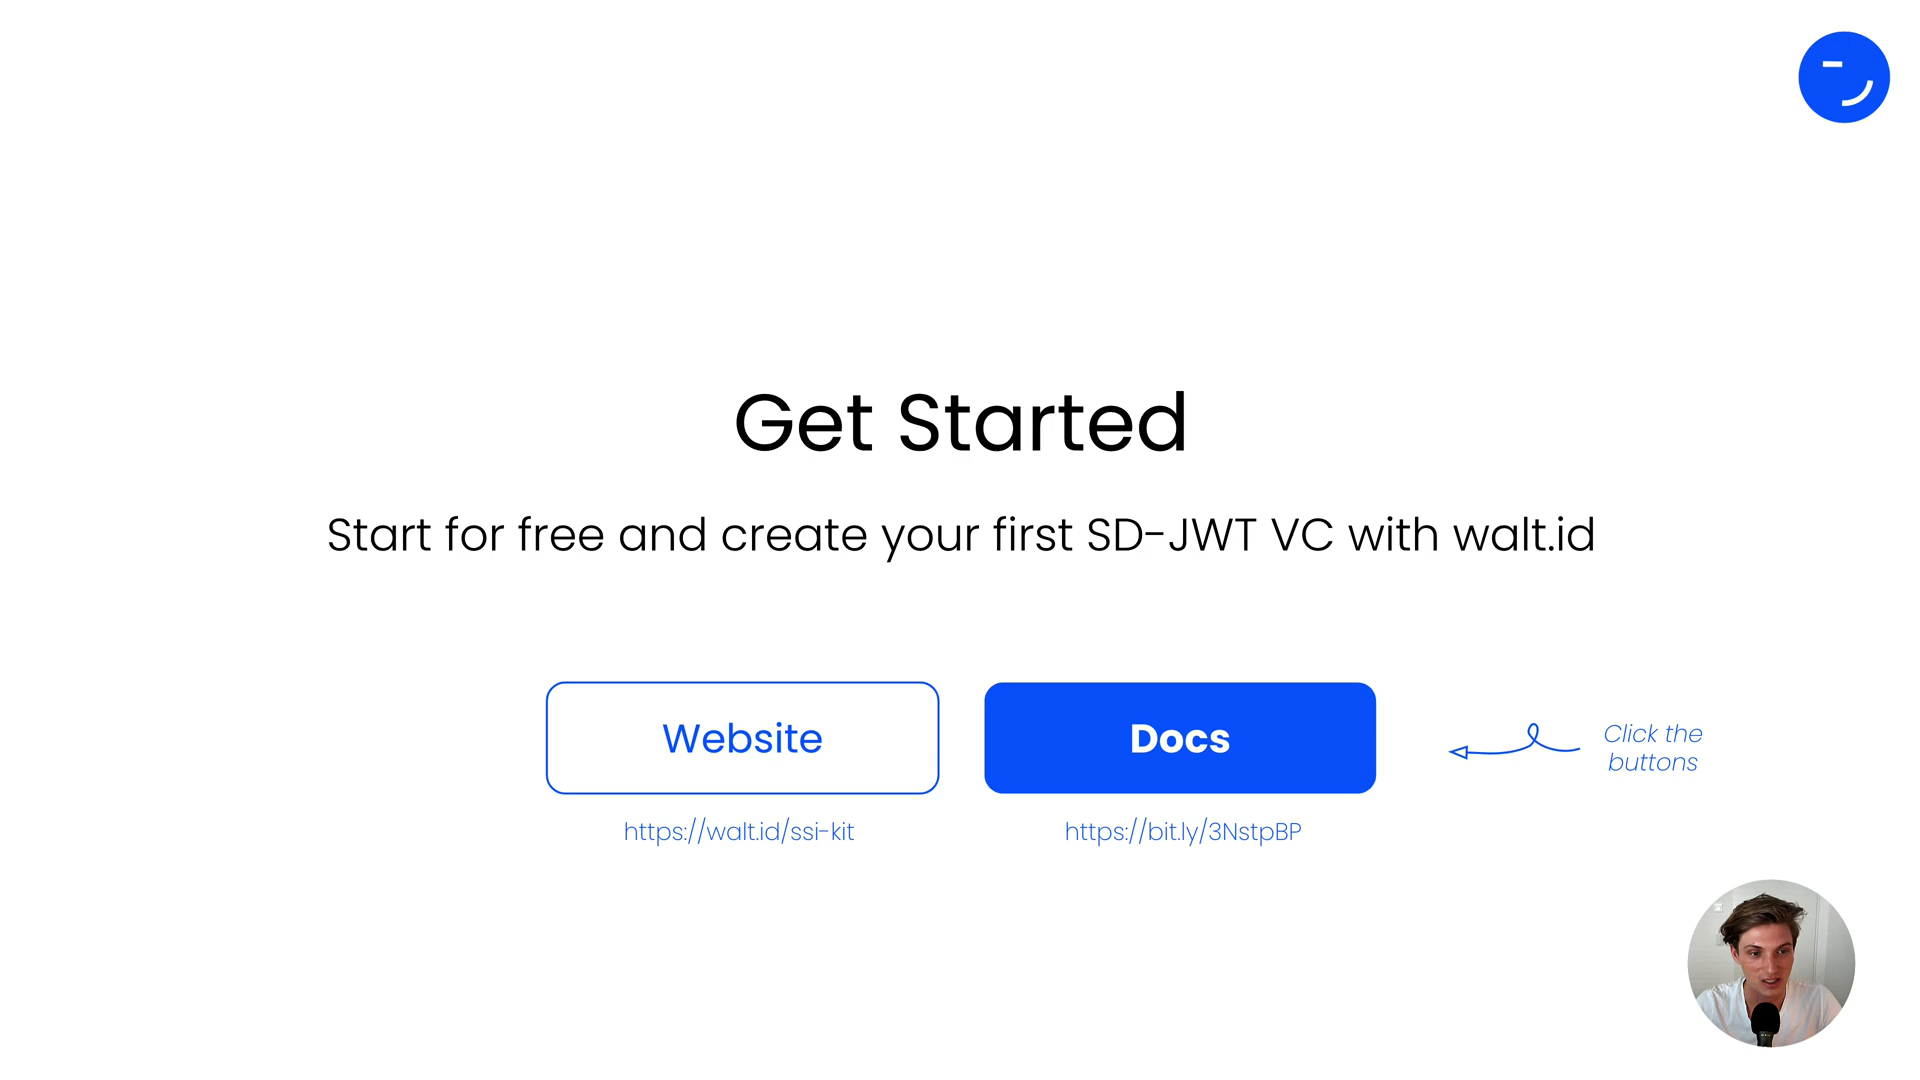 Get Started
Start for free and create your first SD-JWT VC with walt.id
Website
Docs
Click the
buttons
https://walt.id/ssi-kit
https://bit.ly/3NstpBP